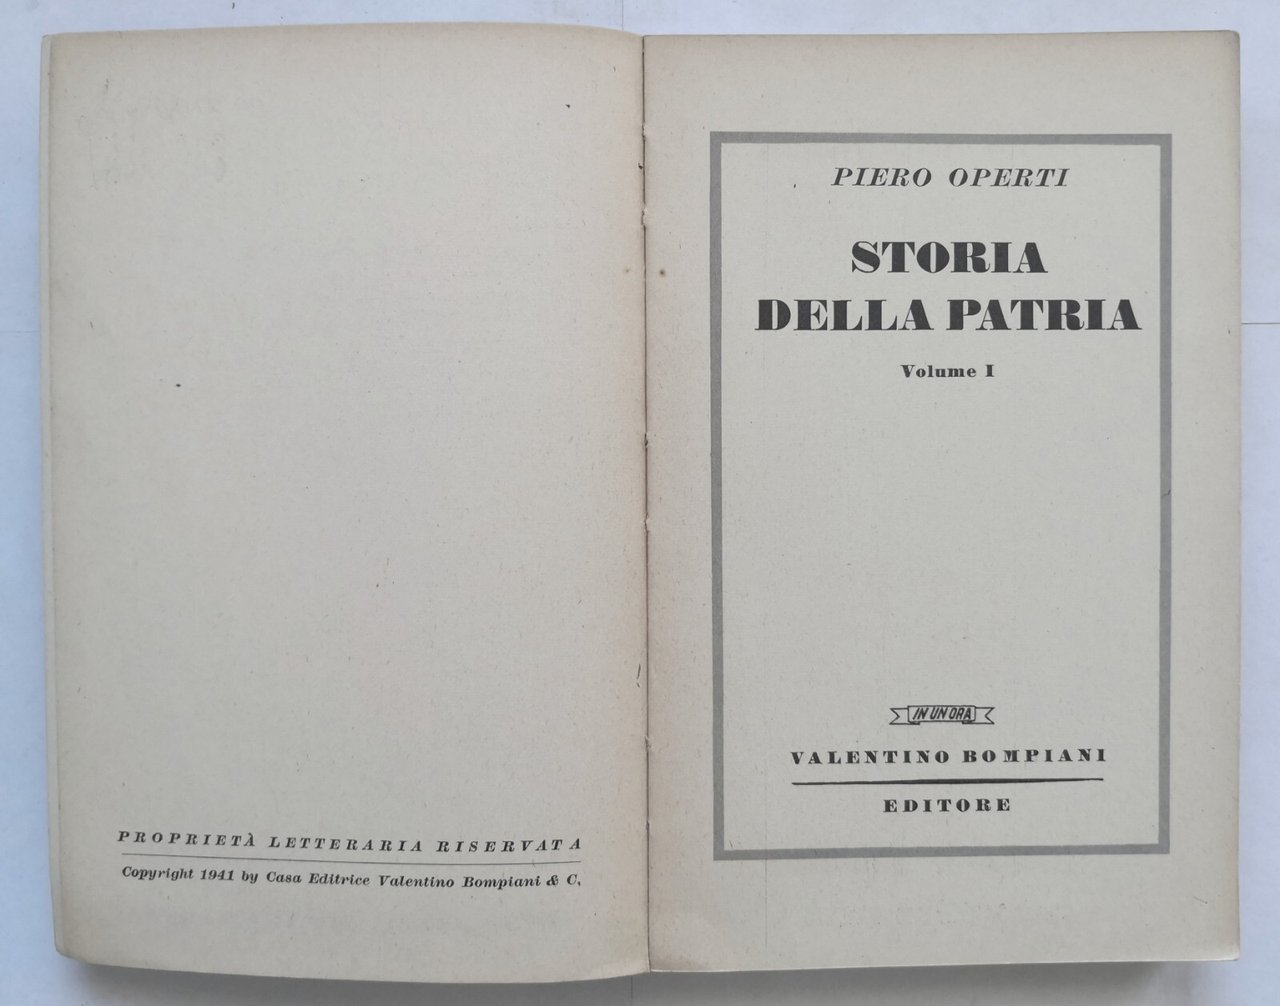 PROPRIETÀ LETTERARIA RISERVATA
Copyright 1941 by Casa Editrice Valentino Bompiani & C.
PIERO OPERTI
STORIA
DELLA PATRIA
Volume I
IN UN'ORA
VALENTINO BOMPIANI
EDITORE